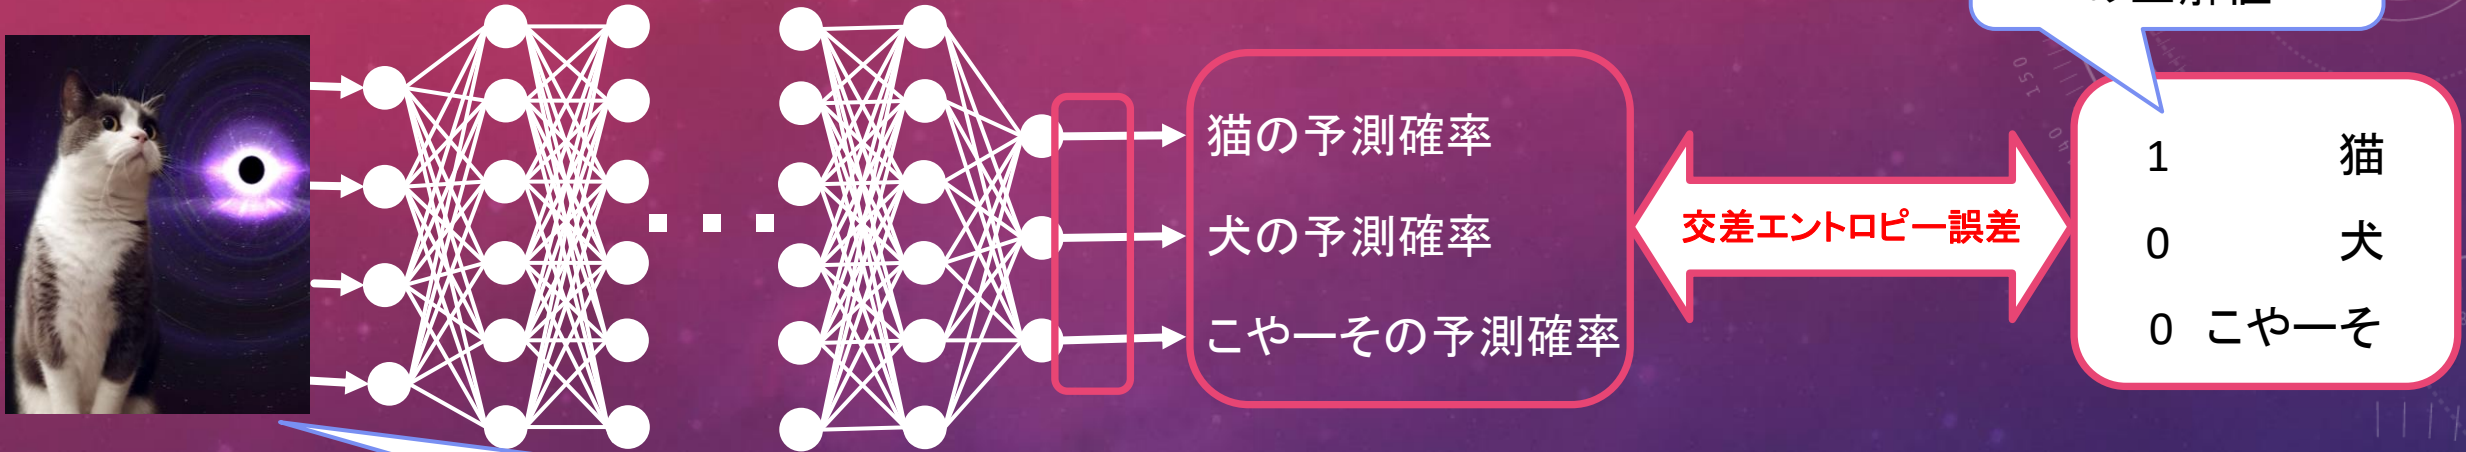 猫の予測確率
犬の予測確率
こやーその予測確率
交差エントロピー誤差
1 猫
0 犬
0 こやーそ
150